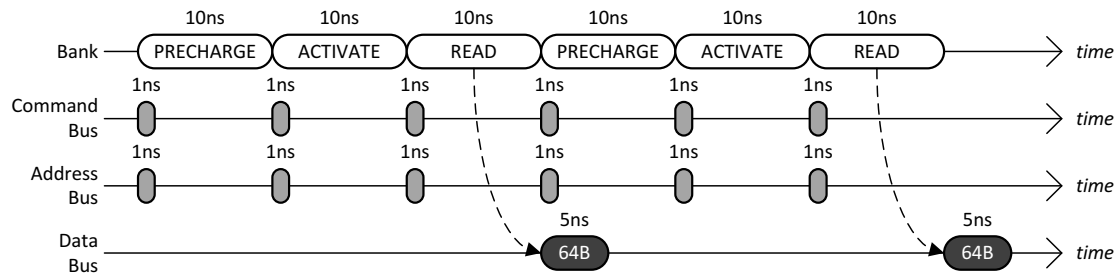 10ns 10ns 10ns 10ns 10ns 10ns
Bank PRECHARGE ACTIVATE READ PRECHARGE ACTIVATE READ time
1ns 1ns 1ns 1ns 1ns 1ns
Command
Bus
time
1ns 1ns 1ns 1ns 1ns 1ns
Address
Bus
time
5ns 5ns
Data
Bus
64B 64B time